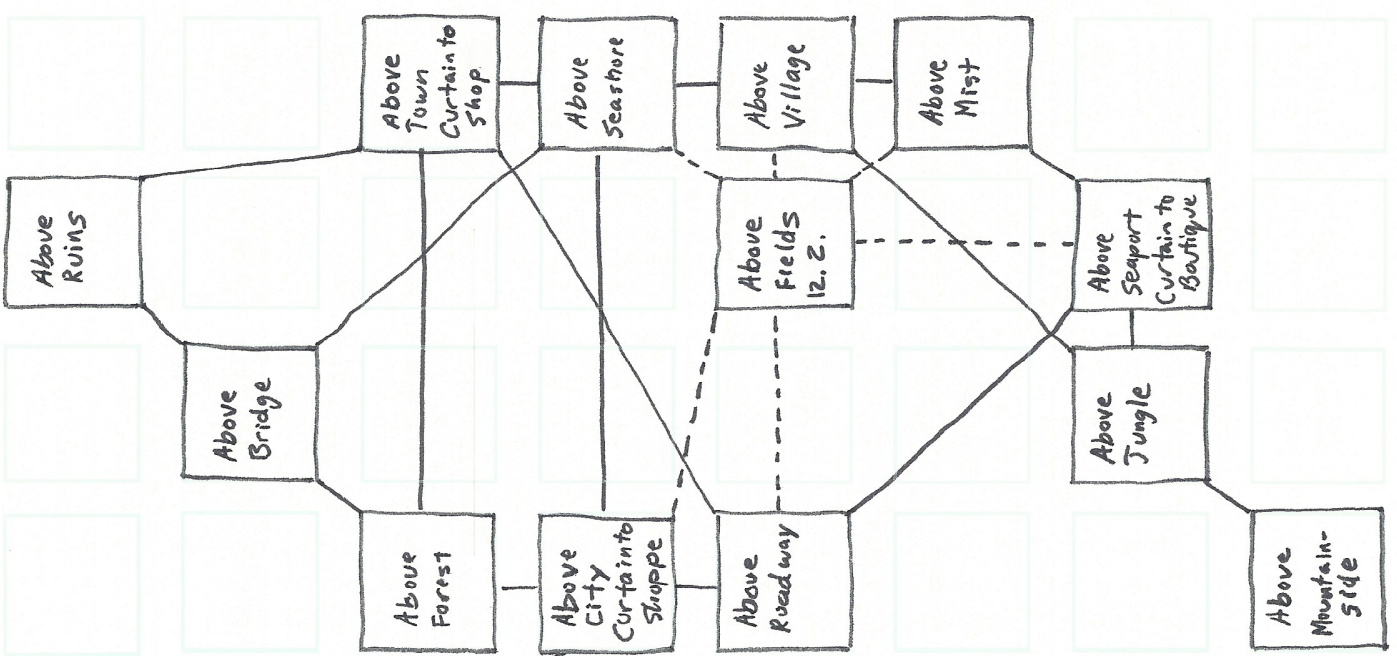 Above
Ruins
Above
Bridge
Above
Town
Curtain to
Shop
Above
Forest
Above
Seashore
Above
City
Curtain to
Shoppe
Above
Village
Above
Fields
12.2.
Above
Roadway
Above
Mist
Above
Seaport
Curtain to
Boutique
Above
Jungle
Above
Mountain-
side